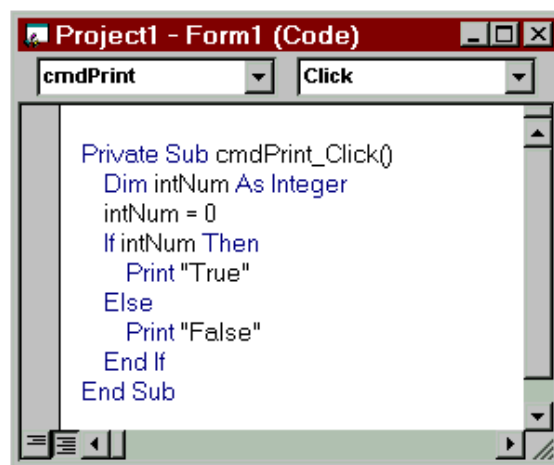 Project1 - Form1 (Code)
cmdPrint Click
Private Sub cmdPrint_Click()
Dim intNum As Integer
intNum = 0
If intNum Then
Print "True"
Else
Print "False"
End If
End Sub